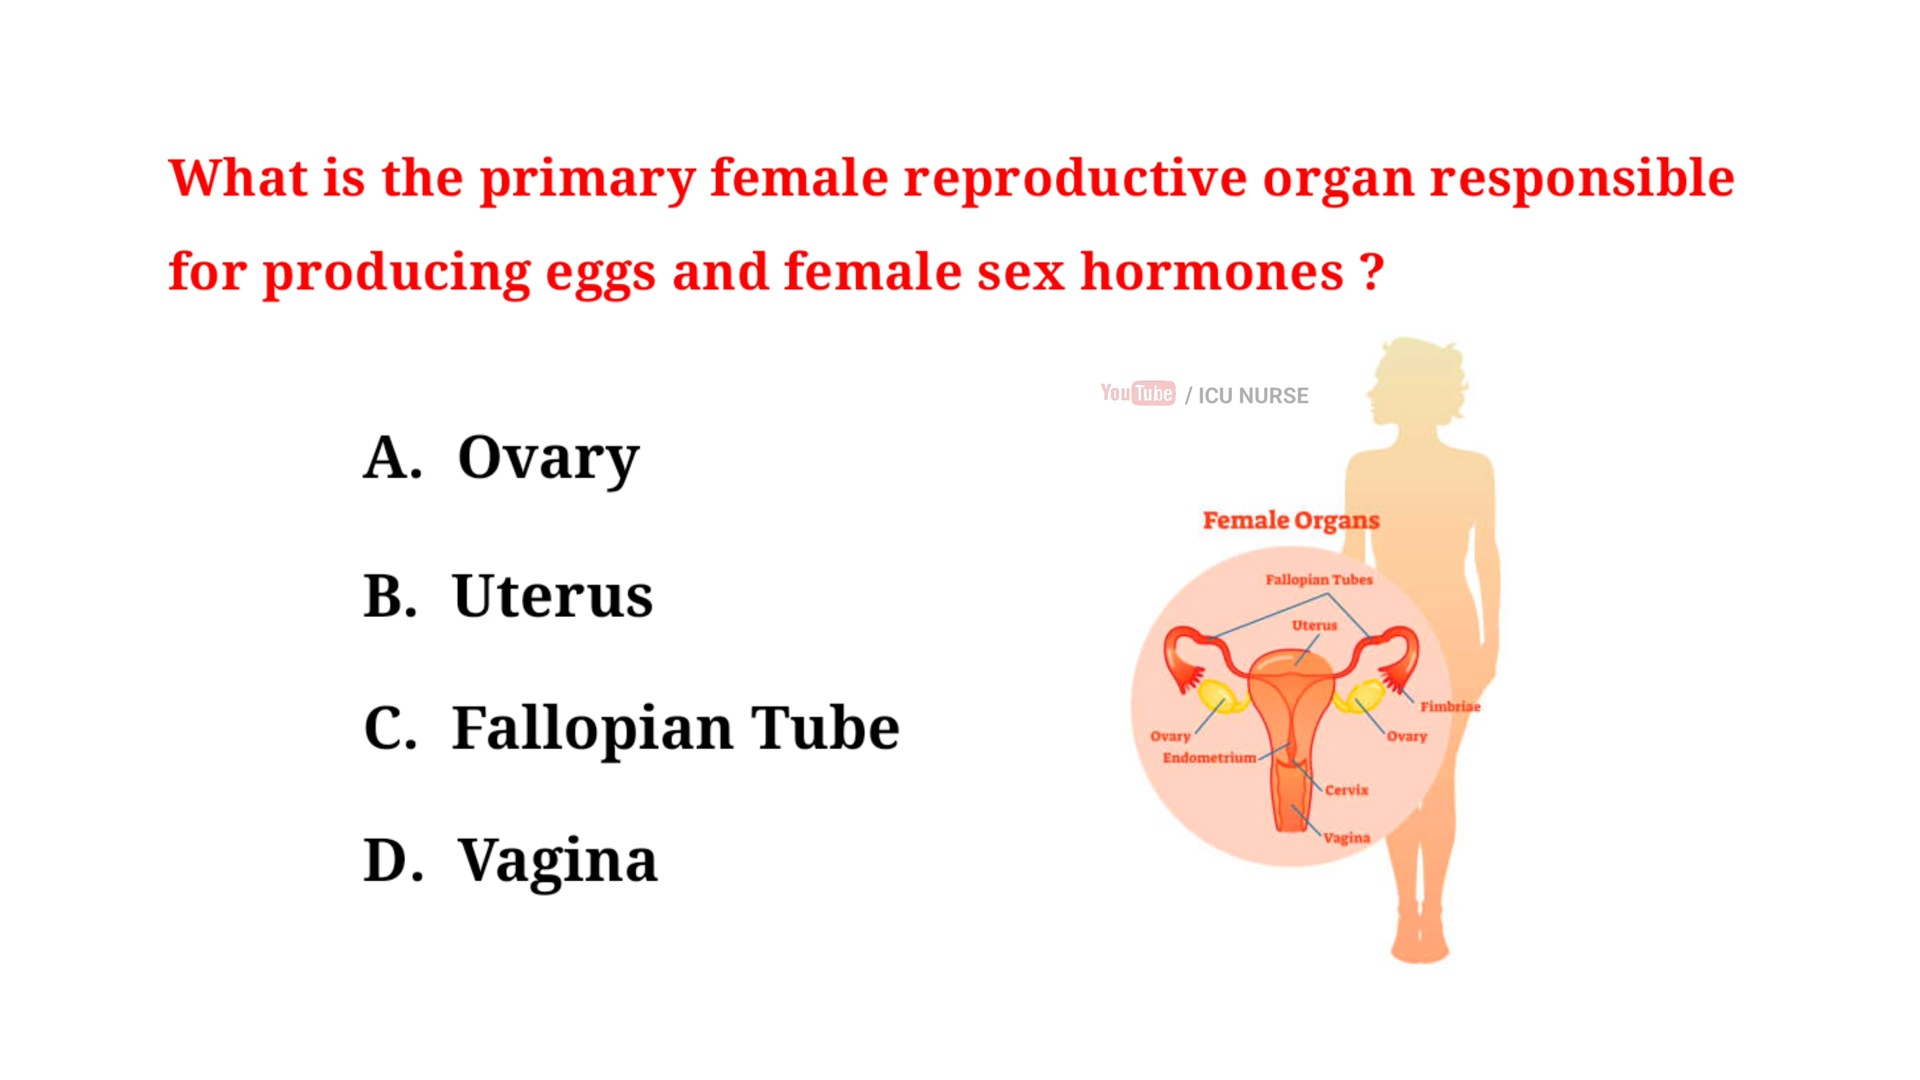 What is the primary female reproductive organ responsible
for producing eggs and female sex hormones ?
YouTube / ICU NURSE
A. Ovary
B. Uterus
C. Fallopian Tube
D. Vagina
Female Organs
Fallopian Tubes
Uterus
Fimbriae
Ovary
Ovary
Endometrium
Cervix
Vagina